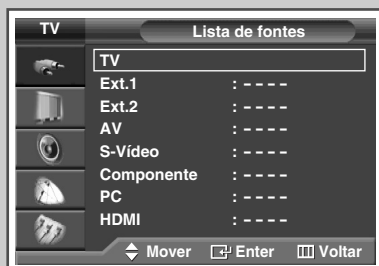 TV Lista de fontes
TV
Ext.1 : - - - -
Ext.2 : - - - -
AV : - - - -
S-Vídeo : - - - -
Componente : - - - -
PC : - - - -
HDMI : - - - -
Mover Enter Voltar